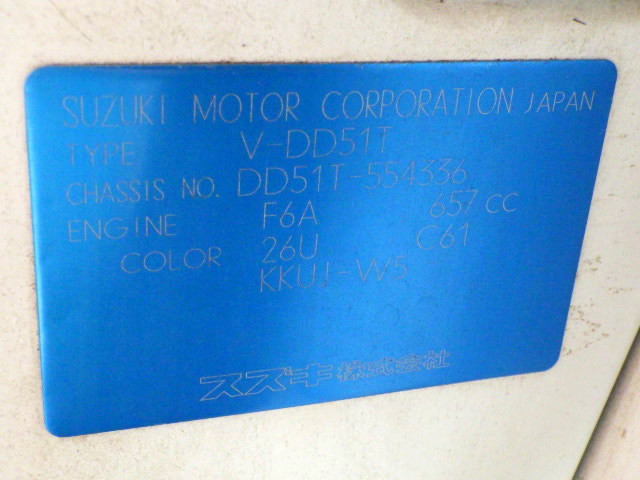 SUZUKI MOTOR CORPORATION JAPAN
TYPE V-DD51T
CHASSIS NO. DD51T-554336
ENGINE F6A 657 CC
COLOR 26U C61
KKUJ-W5
スズキ株式会社